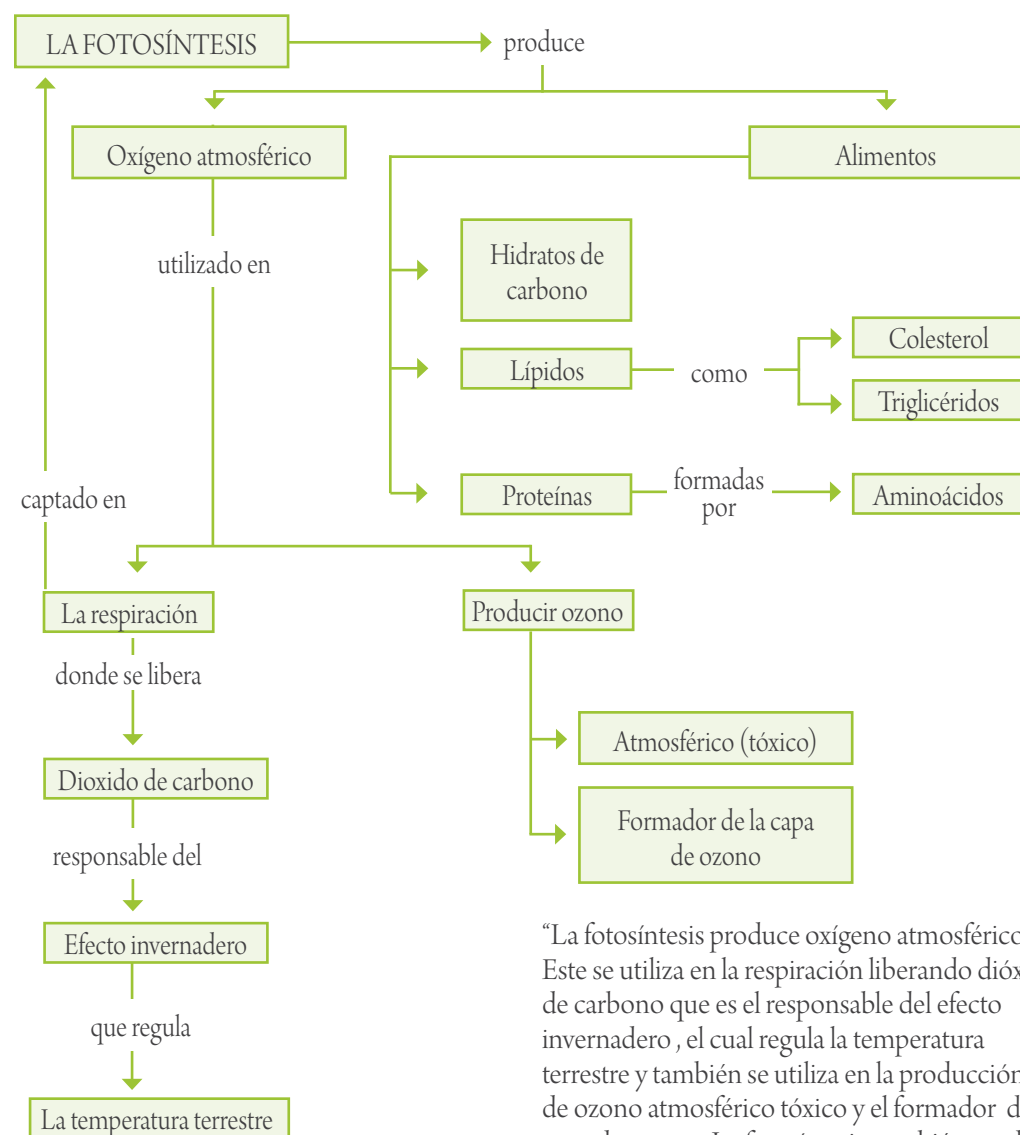 LA FOTOSÍNTESIS
produce
Oxígeno atmosférico
Alimentos
utilizado en
Hidratos de
carbono
Lípidos
como
Colesterol
Triglicéridos
captado en
Proteínas
formadas
por
Aminoácidos
La respiración
Producir ozono
donde se libera
Atmosférico (tóxico)
Dioxido de carbono
Formador de la capa
de ozono
responsable del
Efecto invernadero
que regula
La temperatura terrestre
“La fotosíntesis produce oxígeno atmosférico
Este se utiliza en la respiración liberando
de carbono que es el responsable del efecto
invernadero , el cual regula la temperatura
terrestre y también se utiliza en la producción
de ozono atmosférico tóxico y el formador